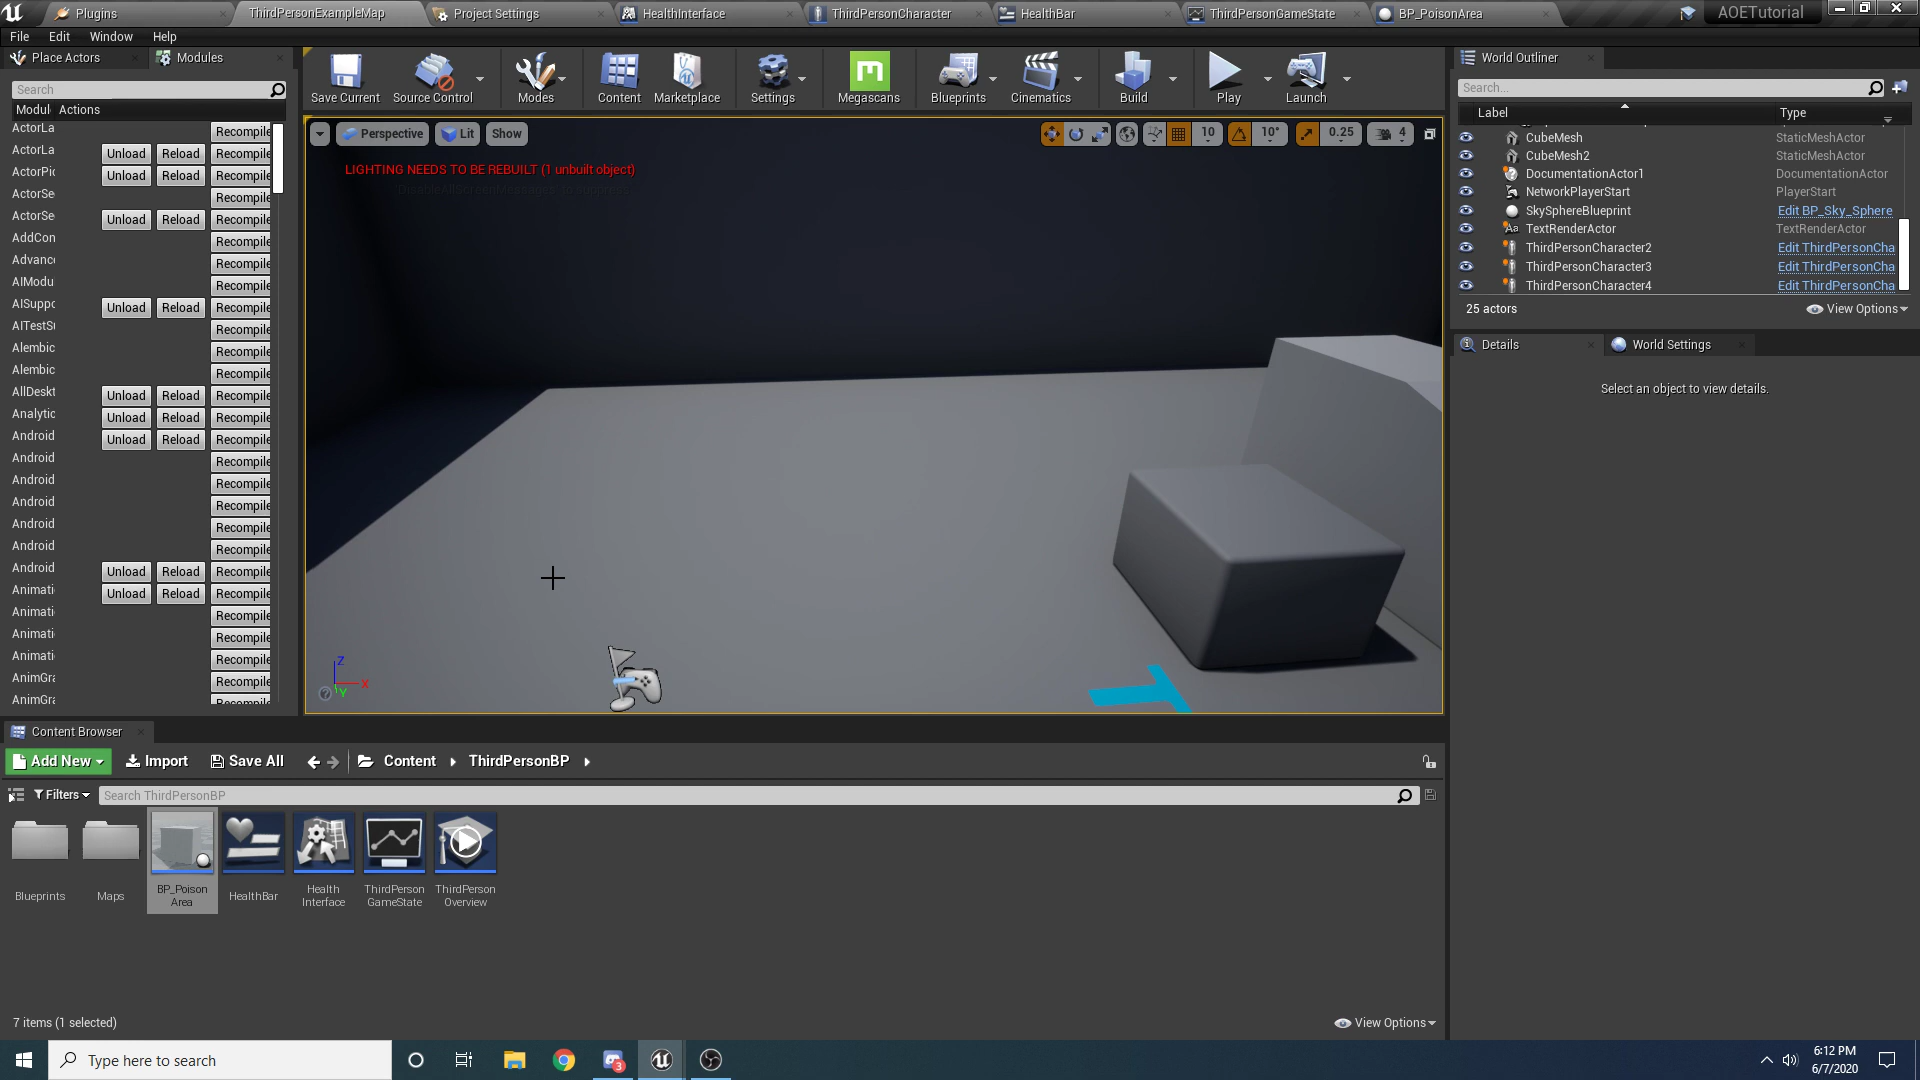 Plugins
ThirdPersonExampleMap
Project Settings
HealthInterface
ThirdPersonCharacter
HealthBar
ThirdPersonGameState
BP_PoisonArea
AOETutorial
File Edit Window Help
Place Actors
Modules
Search
Modul Actions
ActorLa Recompile
ActorLa Unload Reload Recompile
ActorPic Unload Reload Recompile
ActorSe Recompile
ActorSe Unload Reload Recompile
AddCon Recompile
Advance Recompile
AIModu Recompile
AISuppo Unload Reload Recompile
AITestSu Recompile
Alembic Recompile
Alembic Recompile
AllDeskt Unload Reload Recompile
Analytic Unload Reload Recompile
Android Unload Reload Recompile
Android Recompile
Android Recompile
Android Recompile
Android Recompile
Android Recompile
Android Unload Reload Recompile
Animati Unload Reload Recompile
Animati Recompile
Animati Recompile
Animati Recompile
AnimGra Recompile
AnimGra
Save Current
Source Control
Modes
Content
Marketplace
Settings
Megascans
Blueprints
Cinematics
Build
Play
Launch
Perspective
Lit
Show
10
10°
0.25
4
LIGHTING NEEDS TO BE REBUILT (1 unbuilt object)
'DisableAllScreenMessages' to suppress
Z
X
Y
World Outliner
Search...
Label Type
CubeMesh StaticMeshActor
CubeMesh2 StaticMeshActor
DocumentationActor1 DocumentationActor
NetworkPlayerStart PlayerStart
SkySphereBlueprint Edit BP_Sky_Sphere
TextRenderActor TextRenderActor
ThirdPersonCharacter2 Edit ThirdPersonCha
ThirdPersonCharacter3 Edit ThirdPersonCha
ThirdPersonCharacter4 Edit ThirdPersonCha
25 actors
View Options
Details
World Settings
Select an object to view details.
Content Browser
Add New
Import
Save All
Content
ThirdPersonBP
Filters
Search ThirdPersonBP
Blueprints
Maps
BP_Poison
Area
HealthBar
Health
Interface
ThirdPerson
GameState
ThirdPerson
Overview
7 items (1 selected)
View Options
Type here to search
3
6:12 PM
6/7/2020